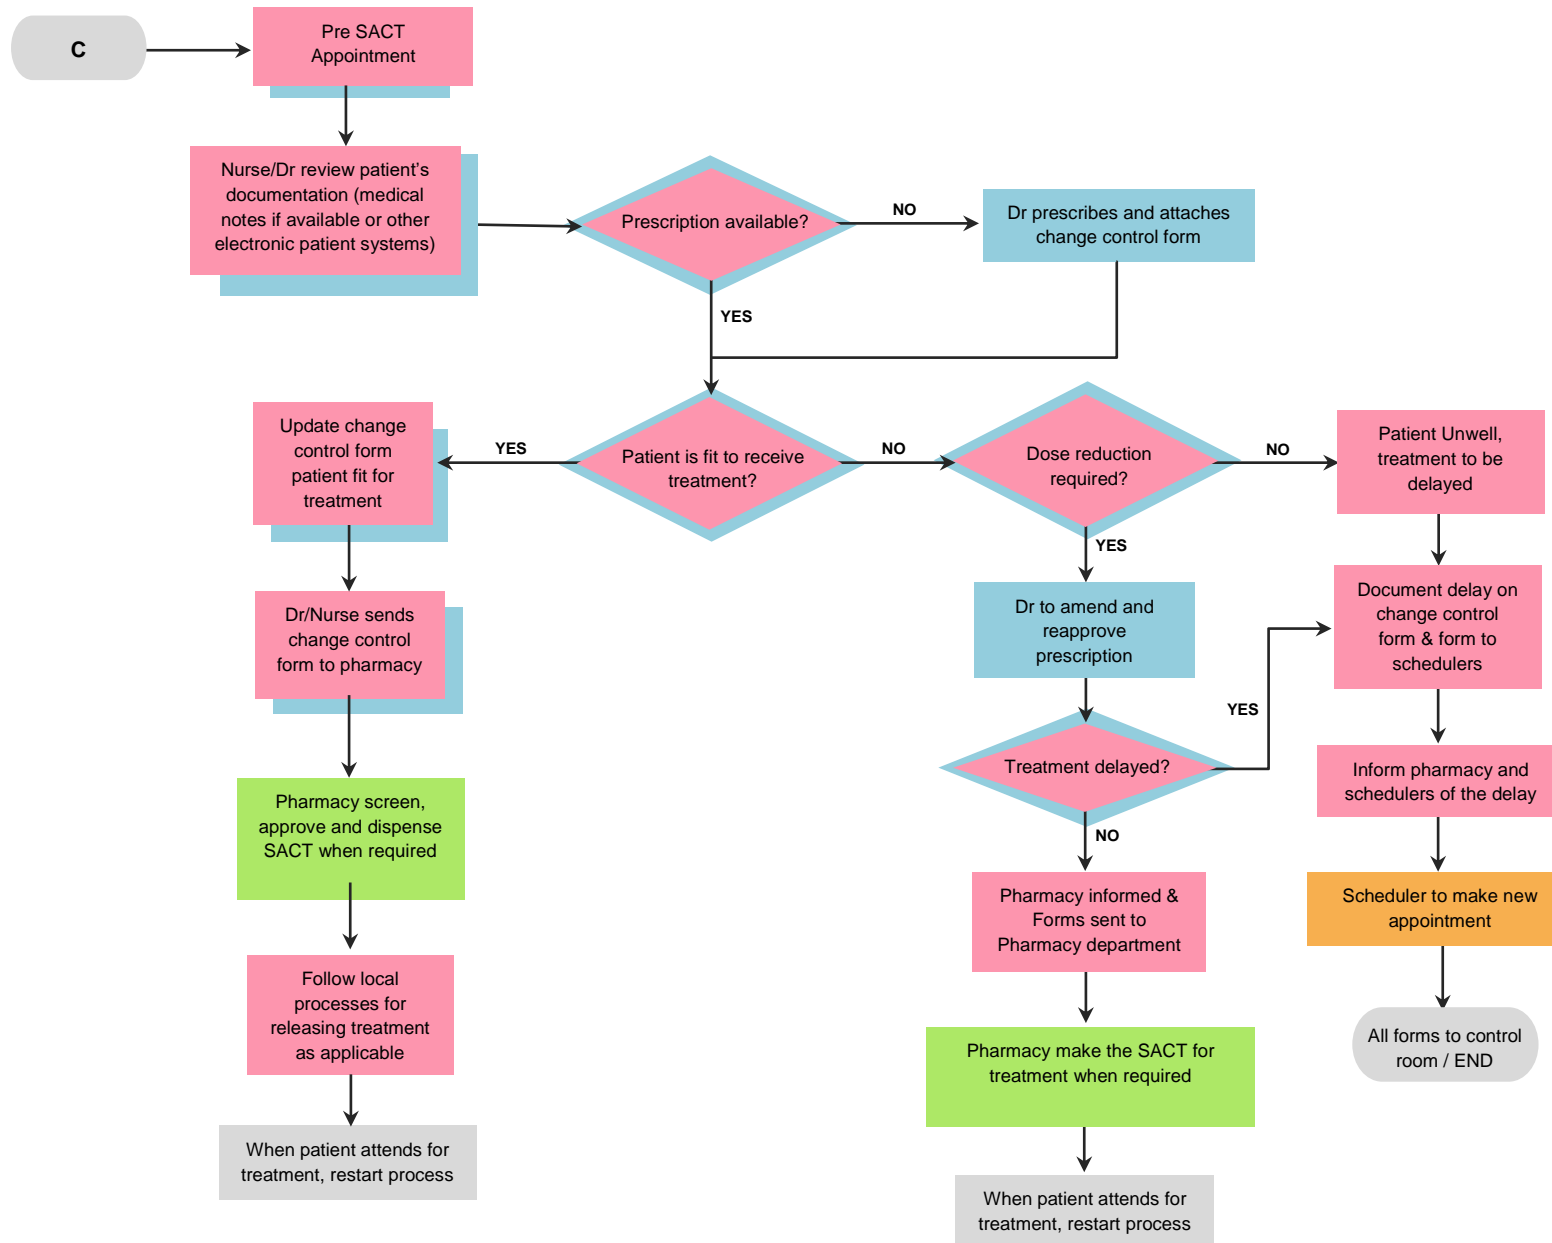 C
Pre SACT
Appointment
Nurse/Dr review patient’s
documentation (medical
notes if available or other
electronic patient systems)
Prescription available?
NO
Dr prescribes and attaches
change control form
YES
Update change
control form
patient fit for
treatment
YES
Patient is fit to receive
treatment?
NO
Dose reduction
required?
NO
Patient Unwell,
treatment to be
delayed
YES
Dr/Nurse sends
change control
form to pharmacy
Dr to amend and
reapprove
prescription
Document delay on
change control
form & form to
schedulers
YES
Treatment delayed?
Inform pharmacy and
schedulers of the delay
Pharmacy screen,
approve and dispense
SACT when required
NO
Pharmacy informed &
Forms sent to
Pharmacy department
Scheduler to make new
appointment
Follow local
processes for
releasing treatment
as applicable
Pharmacy make the SACT for
treatment when required
All forms to control
room / END
When patient attends for
treatment, restart process
When patient attends for
treatment, restart process